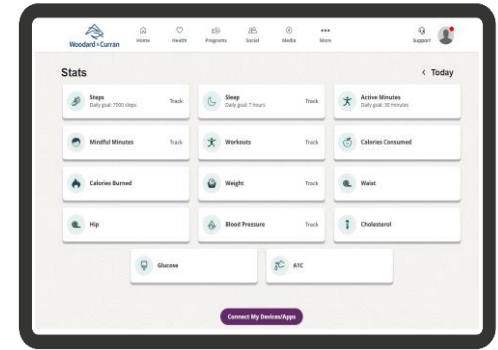 Woodard & Curran
Home
Health
Programs
Social
Media
More
Support
Stats
< Today
Steps
Daily goal: 7000 steps
Track
Sleep
Daily goal: 7 hours
Track
Active Minutes
Daily goal: 30 minutes
Mindful Minutes
Track
Workouts
Track
Calories Consumed
Calories Burned
Weight
Track
Waist
Hip
Blood Pressure
Track
Cholesterol
Glucose
A1C
Connect My Devices/Apps